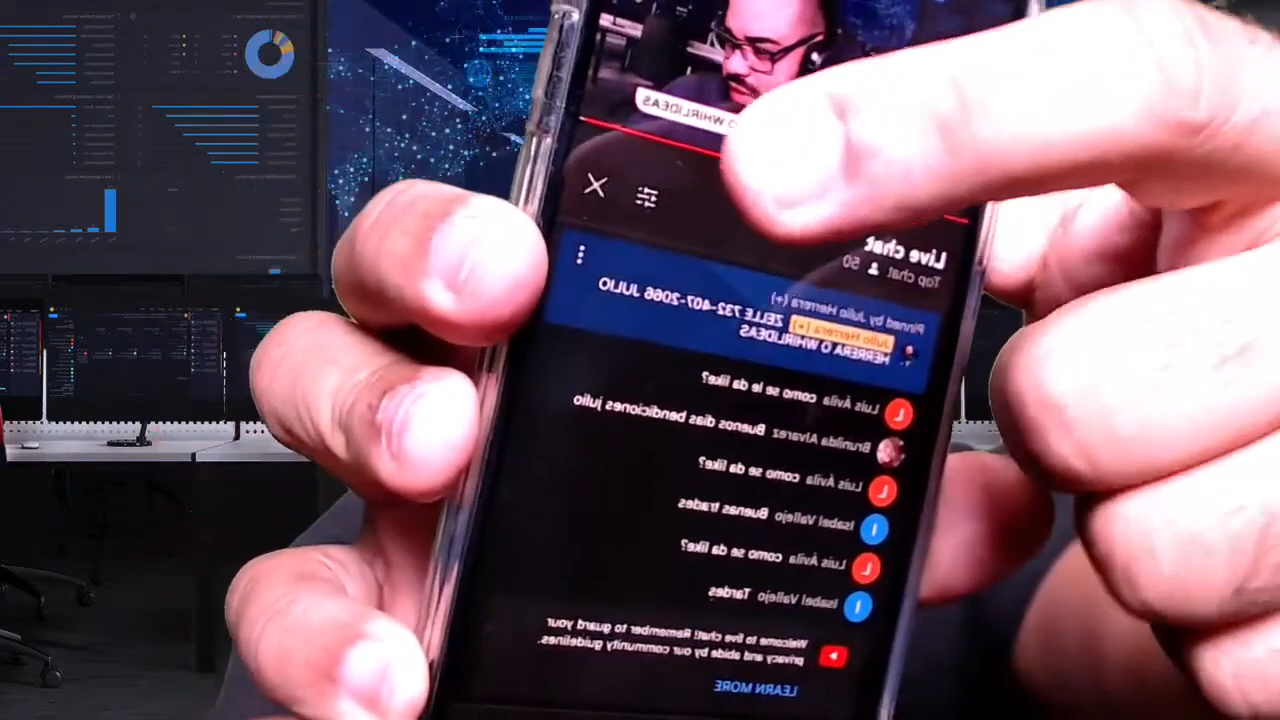 O WHIRLIDEAS
Live chat
Top chat 50
Pinned by Julio Herrera (+)
Julio Herrera (+) ZELLE 732-407-2066 JULIO
HERRERA O WHIRLIDEAS
Luis Ávila como se le da like?
Brunilda Alvarez Buenos dias bendiciones julio
Luis Ávila como se da like?
Isabel Vallejo Buenas trades
Luis Ávila como se da like?
Isabel Vallejo Tardes
Welcome to live chat! Remember to guard your
privacy and abide by our community guidelines.
LEARN MORE